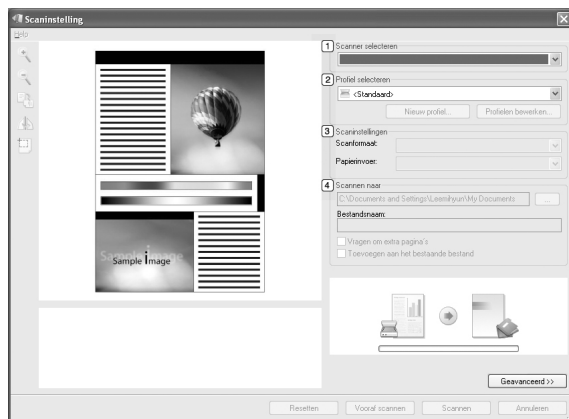 Scaninstelling
Help
1 Scanner selecteren
2 Profiel selecteren
<Standaard>
Nieuw profiel... Profielen bewerken...
3 Scaninstellingen
Scanformaat:
Papierinvoer:
4 Scannen naar
C:\Documents and Settings\Leemihyun\My Documents ...
Bestandsnaam:
Vragen om extra pagina's
Toevoegen aan het bestaande bestand
Sample image
Sample image
Geavanceerd >>
Resetten Vooraf scannen Scannen Annuleren